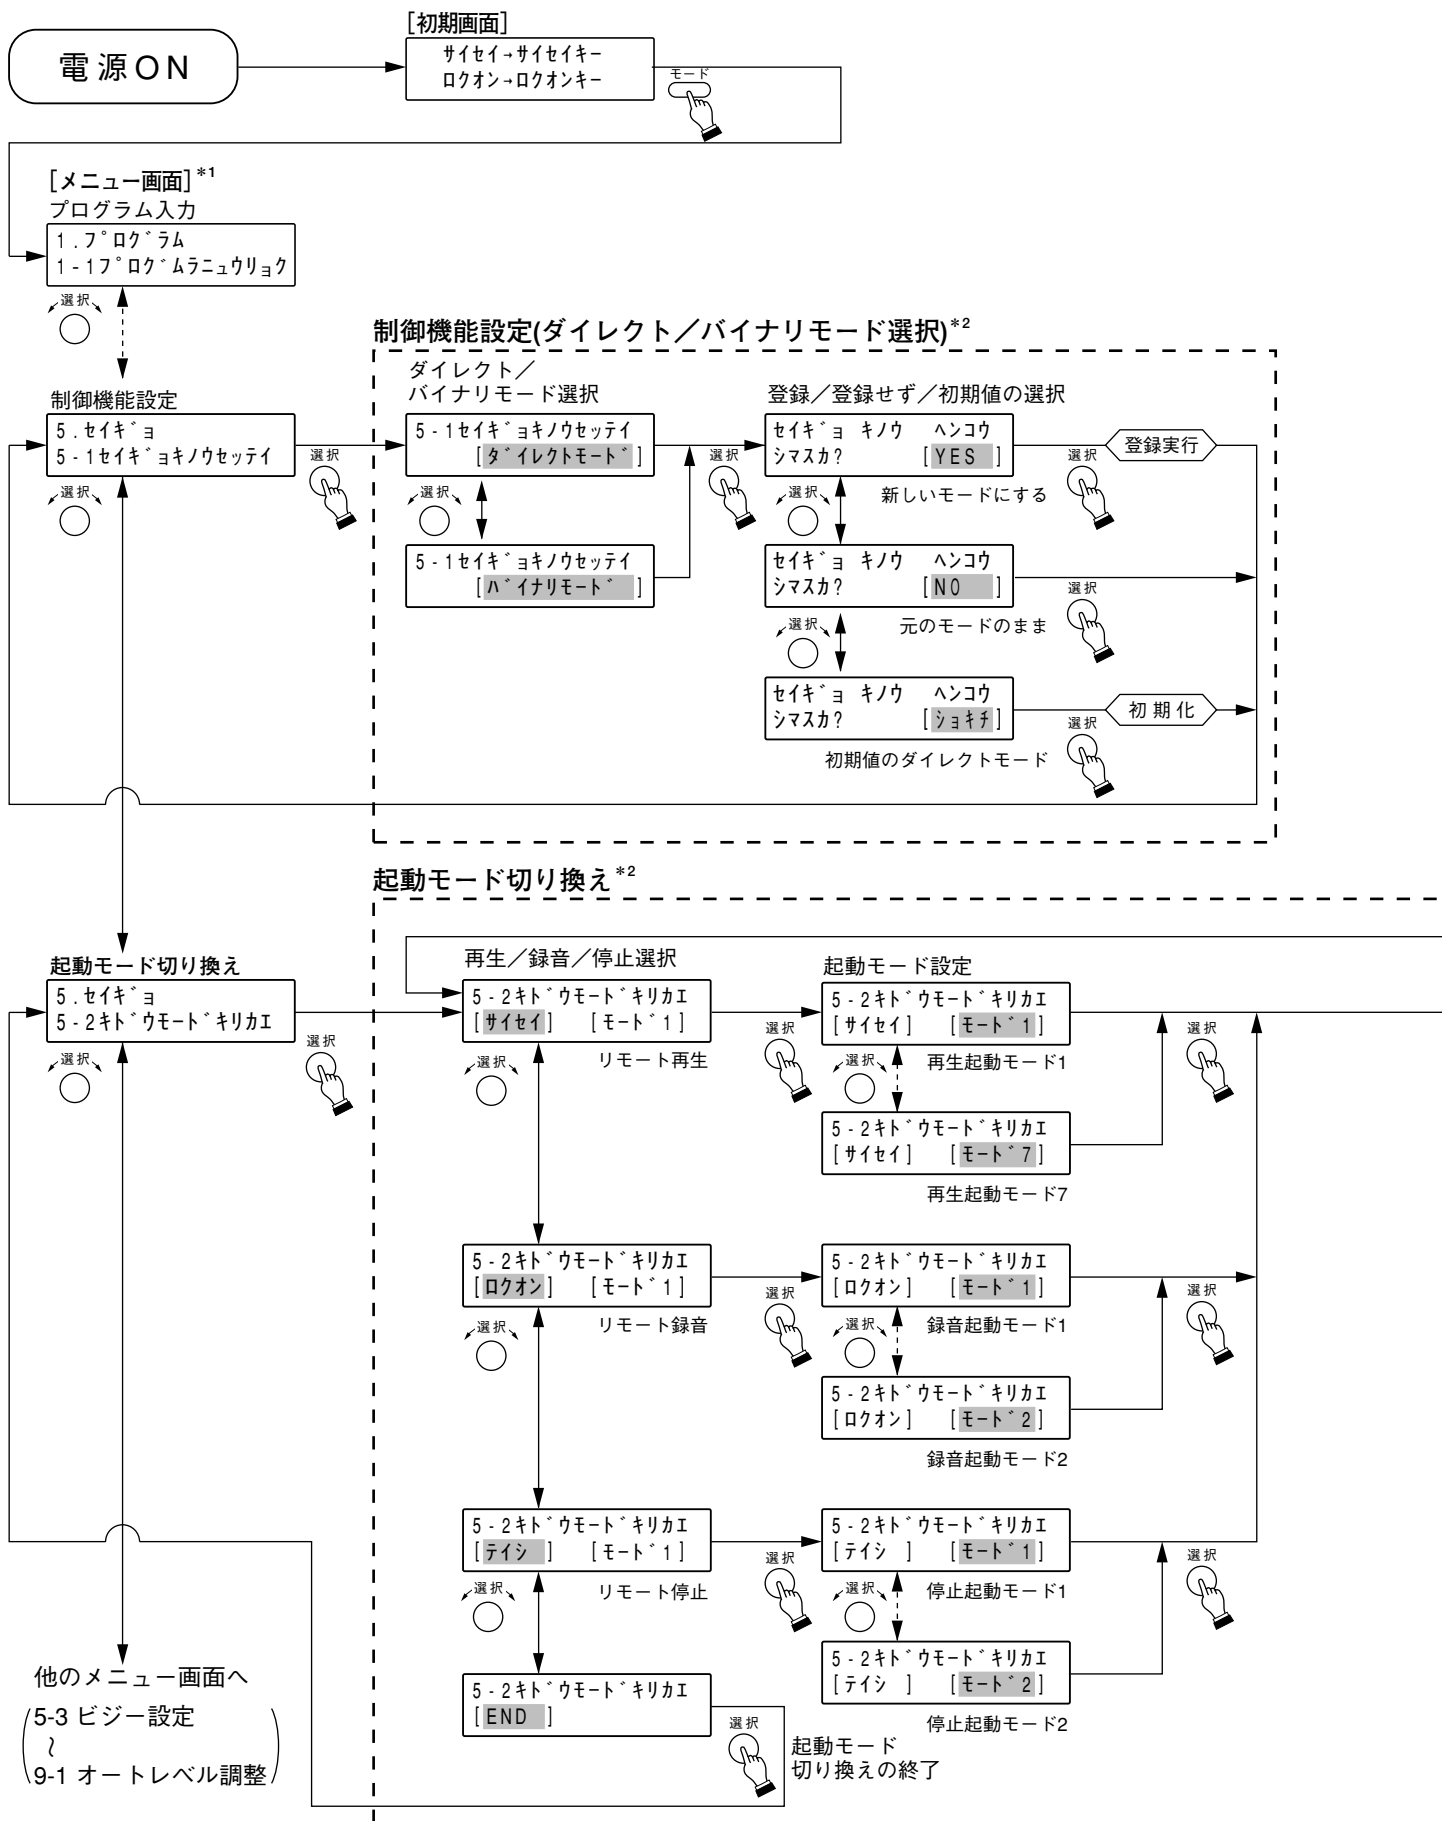 [初期画面]
電源ON
サイセイ→サイセイキー
ロクオン→ロクオンキー
モード
[メニュー画面]*1
プログラム入力
1.プログラム
1-1プログムラニュウリョク
選択
制御機能設定(ダイレクト／バイナリモード選択)*2
制御機能設定
5.セイギョ
5-1セイギョキノウセッテイ
選択
選択
ダイレクト／
バイナリモード選択
5-1セイギョキノウセッテイ
[ダイレクトモード]
選択
5-1セイギョキノウセッテイ
[バイナリモード ]
選択
登録／登録せず／初期値の選択
セイギョ キノウ ヘンコウ
シマスカ? [YES ]
選択
新しいモードにする
選択
登録実行
セイギョ キノウ ヘンコウ
シマスカ? [NO ]
選択
元のモードのまま
選択
セイギョ キノウ ヘンコウ
シマスカ? [ショキチ]
初期値のダイレクトモード
選択
初期化
起動モード切り換え*2
起動モード切り換え
5.セイギョ
5-2キドウモードキリカエ
選択
選択
再生／録音／停止選択
5-2キドウモードキリカエ
[サイセイ] [モード1]
リモート再生
選択
選択
起動モード設定
5-2キドウモードキリカエ
[サイセイ] [モード1]
選択
再生起動モード1
選択
5-2キドウモードキリカエ
[サイセイ] [モード7]
再生起動モード7
5-2キドウモードキリカエ
[ロクオン] [モード1]
リモート録音
選択
選択
5-2キドウモードキリカエ
[ロクオン] [モード1]
選択
録音起動モード1
選択
5-2キドウモードキリカエ
[ロクオン] [モード2]
録音起動モード2
5-2キドウモードキリカエ
[テイシ ] [モード1]
リモート停止
選択
選択
5-2キドウモードキリカエ
[テイシ ] [モード1]
選択
停止起動モード1
選択
5-2キドウモードキリカエ
[テイシ ] [モード2]
停止起動モード2
5-2キドウモードキリカエ
[END ]
選択
起動モード
切り換えの終了
他のメニュー画面へ
5-3 ビジー設定
〜
9-1 オートレベル調整